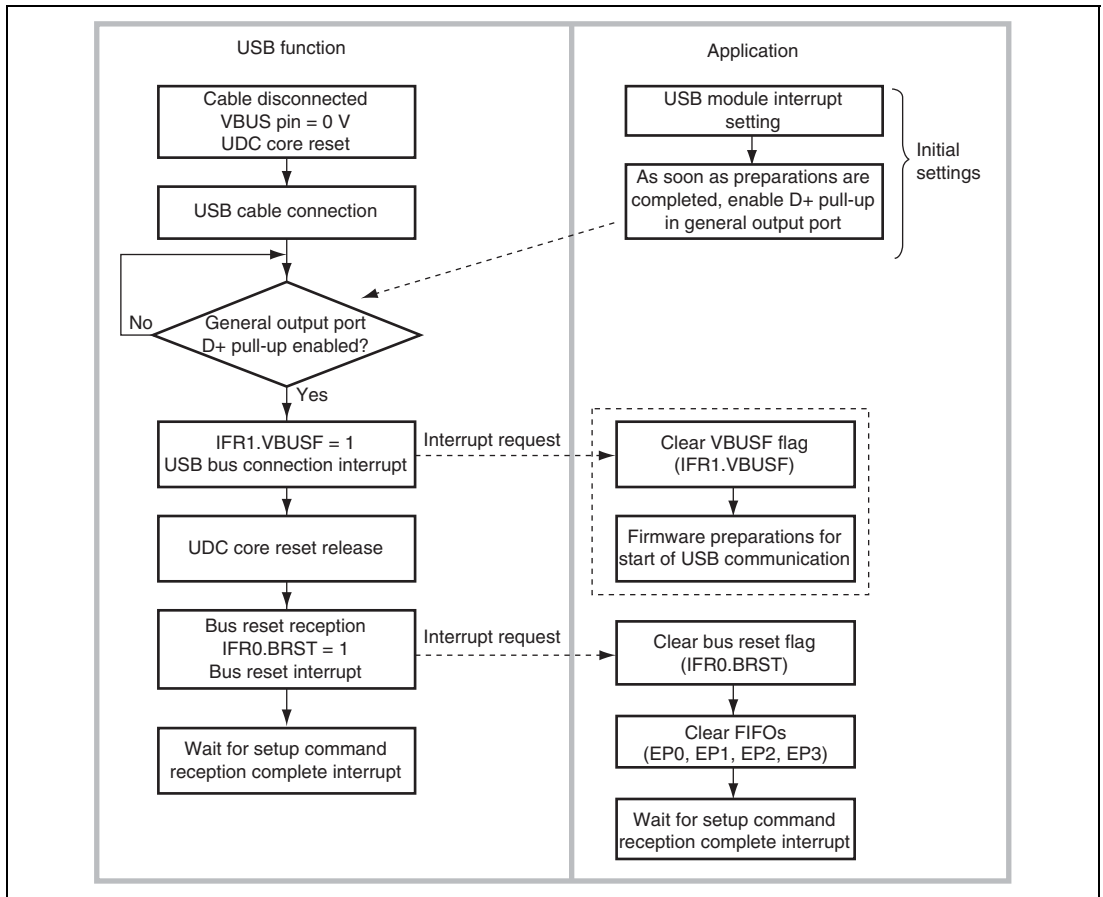 USB function
Cable disconnected
VBUS pin = 0 V
UDC core reset
USB cable connection
General output port
D+ pull-up enabled?
No
Yes
IFR1.VBUSF = 1
USB bus connection interrupt
UDC core reset release
Bus reset reception
IFR0.BRST = 1
Bus reset interrupt
Wait for setup command
reception complete interrupt
Interrupt request
Interrupt request
Application
USB module interrupt
setting
As soon as preparations are
completed, enable D+ pull-up
in general output port
Initial
settings
Clear VBUSF flag
(IFR1.VBUSF)
Firmware preparations for
start of USB communication
Clear bus reset flag
(IFR0.BRST)
Clear FIFOs
(EP0, EP1, EP2, EP3)
Wait for setup command
reception complete interrupt